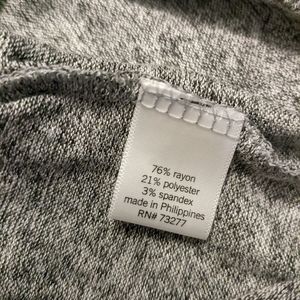 76% rayon
21% polyester
3% spandex
made in Philippines
RN# 73277